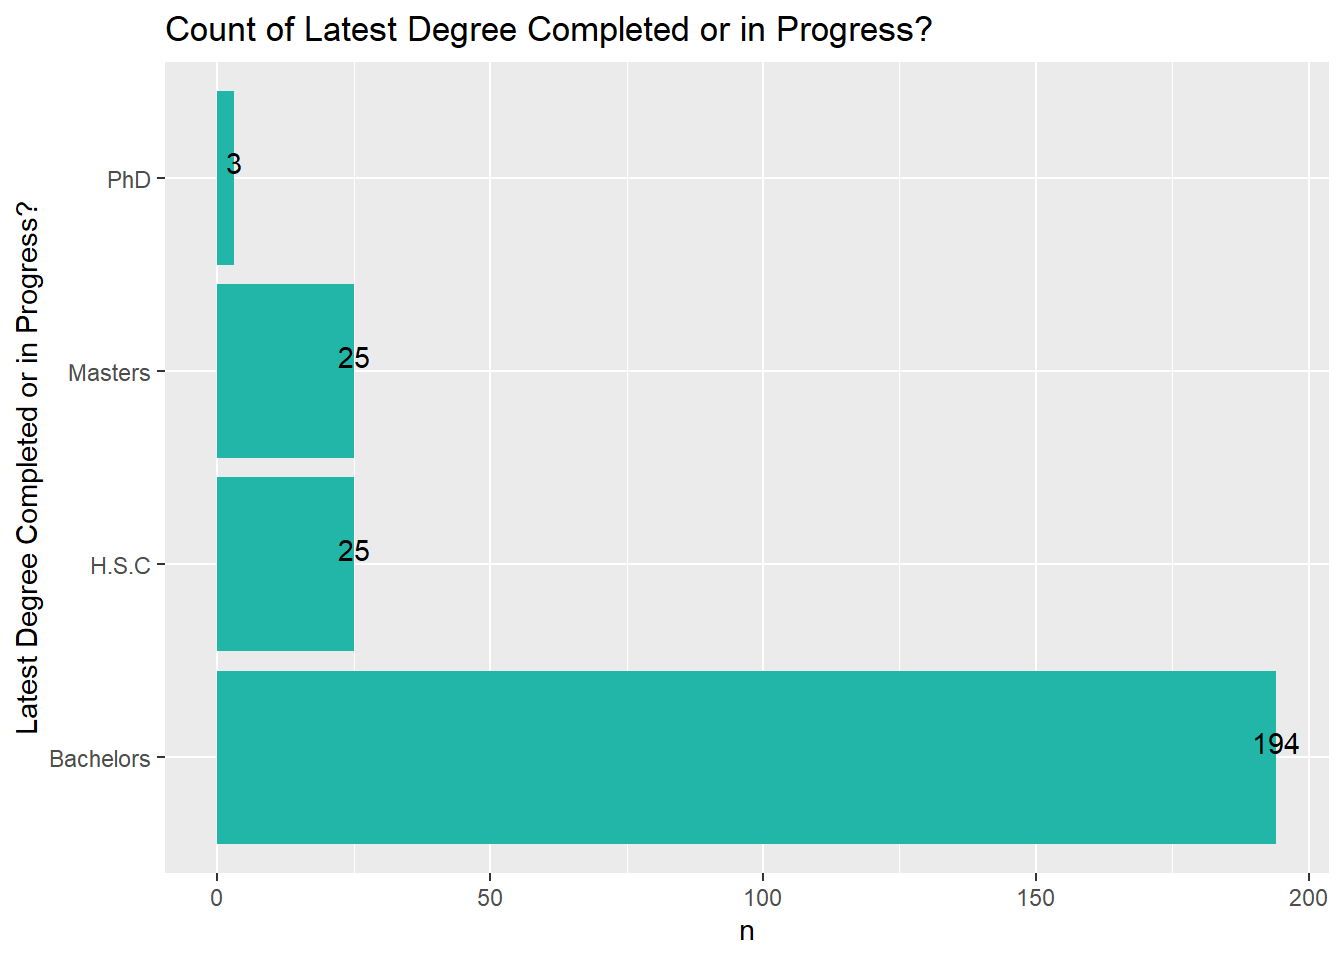 Count of Latest Degree Completed or in Progress?
Latest Degree Completed or in Progress?
PhD
3
Masters
25
H.S.C
25
Bachelors
194
0 50 100 150 200
n